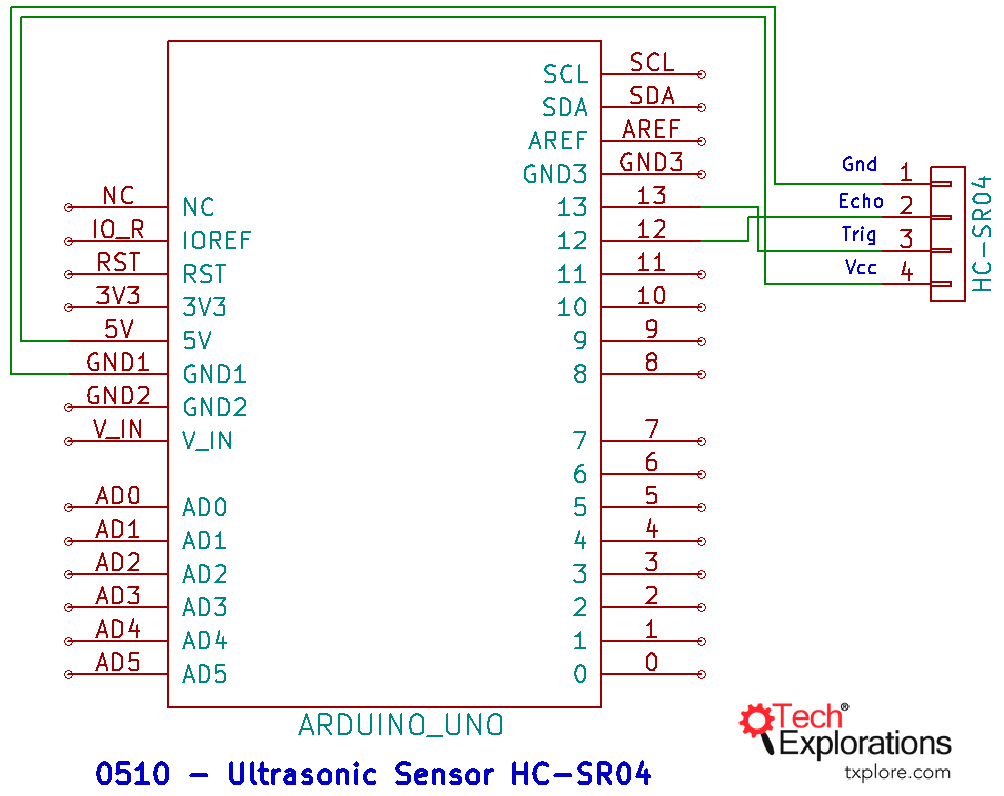 SCL SCL
SDA SDA
AREF AREF
GND3 GND3
NC NC 13 13
IO_R IOREF 12 12
RST RST 11 11
3V3 3V3 10 10
5V 5V 9 9
GND1 GND1 8 8
GND2 GND2
V_IN V_IN 7 7
6 6
AD0 AD0 5 5
AD1 AD1 4 4
AD2 AD2 3 3
AD3 AD3 2 2
AD4 AD4 1 1
AD5 AD5 0 0
ARDUINO_UNO
Gnd 1
Echo 2
Trig 3
Vcc 4
HC-SR04
0510 - Ultrasonic Sensor HC-SR04
Tech®
Explorations
txplore.com